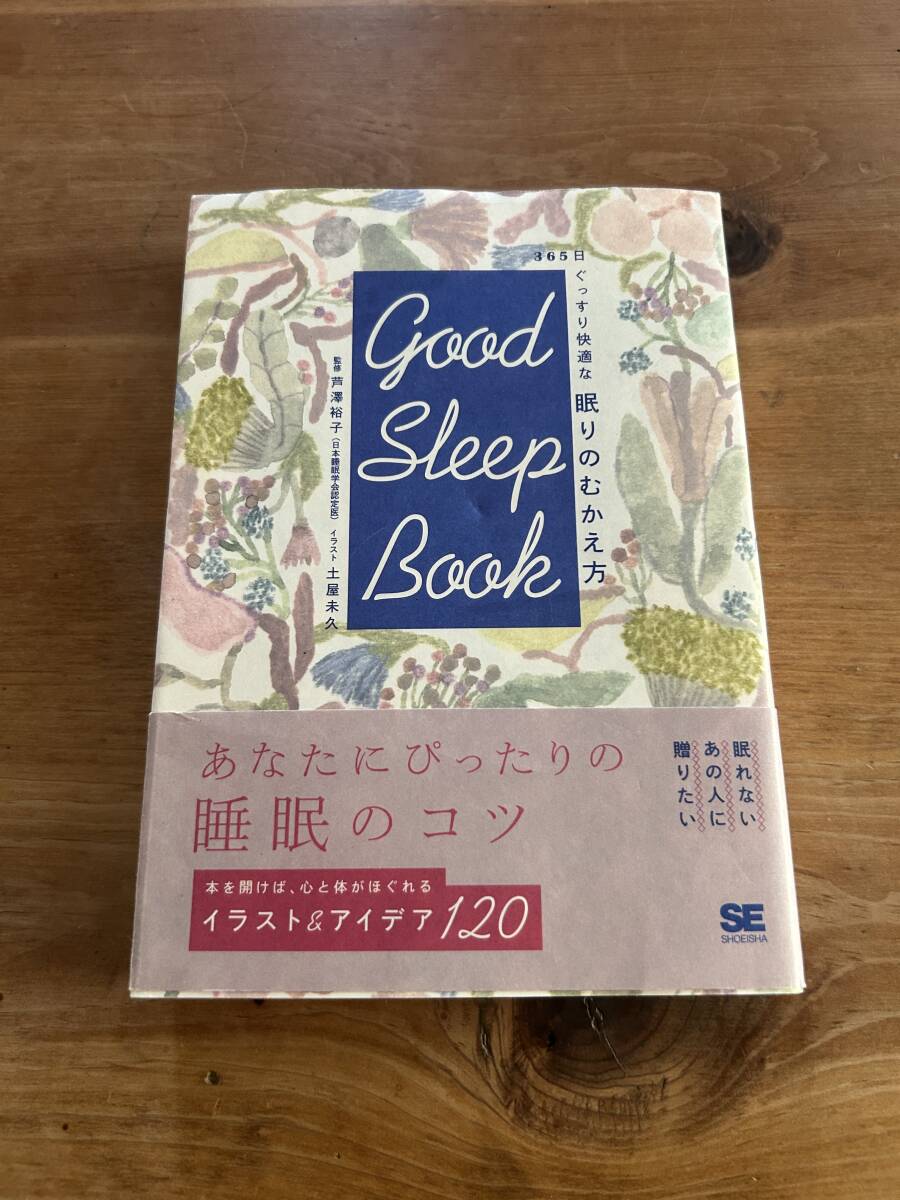 Good
Sleep
Book
365日
ぐっすり快適な
眠りのむかえ方
監修 芦澤裕子（日本睡眠学会認定医） イラスト 土屋未久
あなたにぴったりの
睡眠のコツ
本を開けば、心と体がほぐれる
イラスト&アイデア120
眠れない
あの人に
贈りたい
SE
SHOEISHA